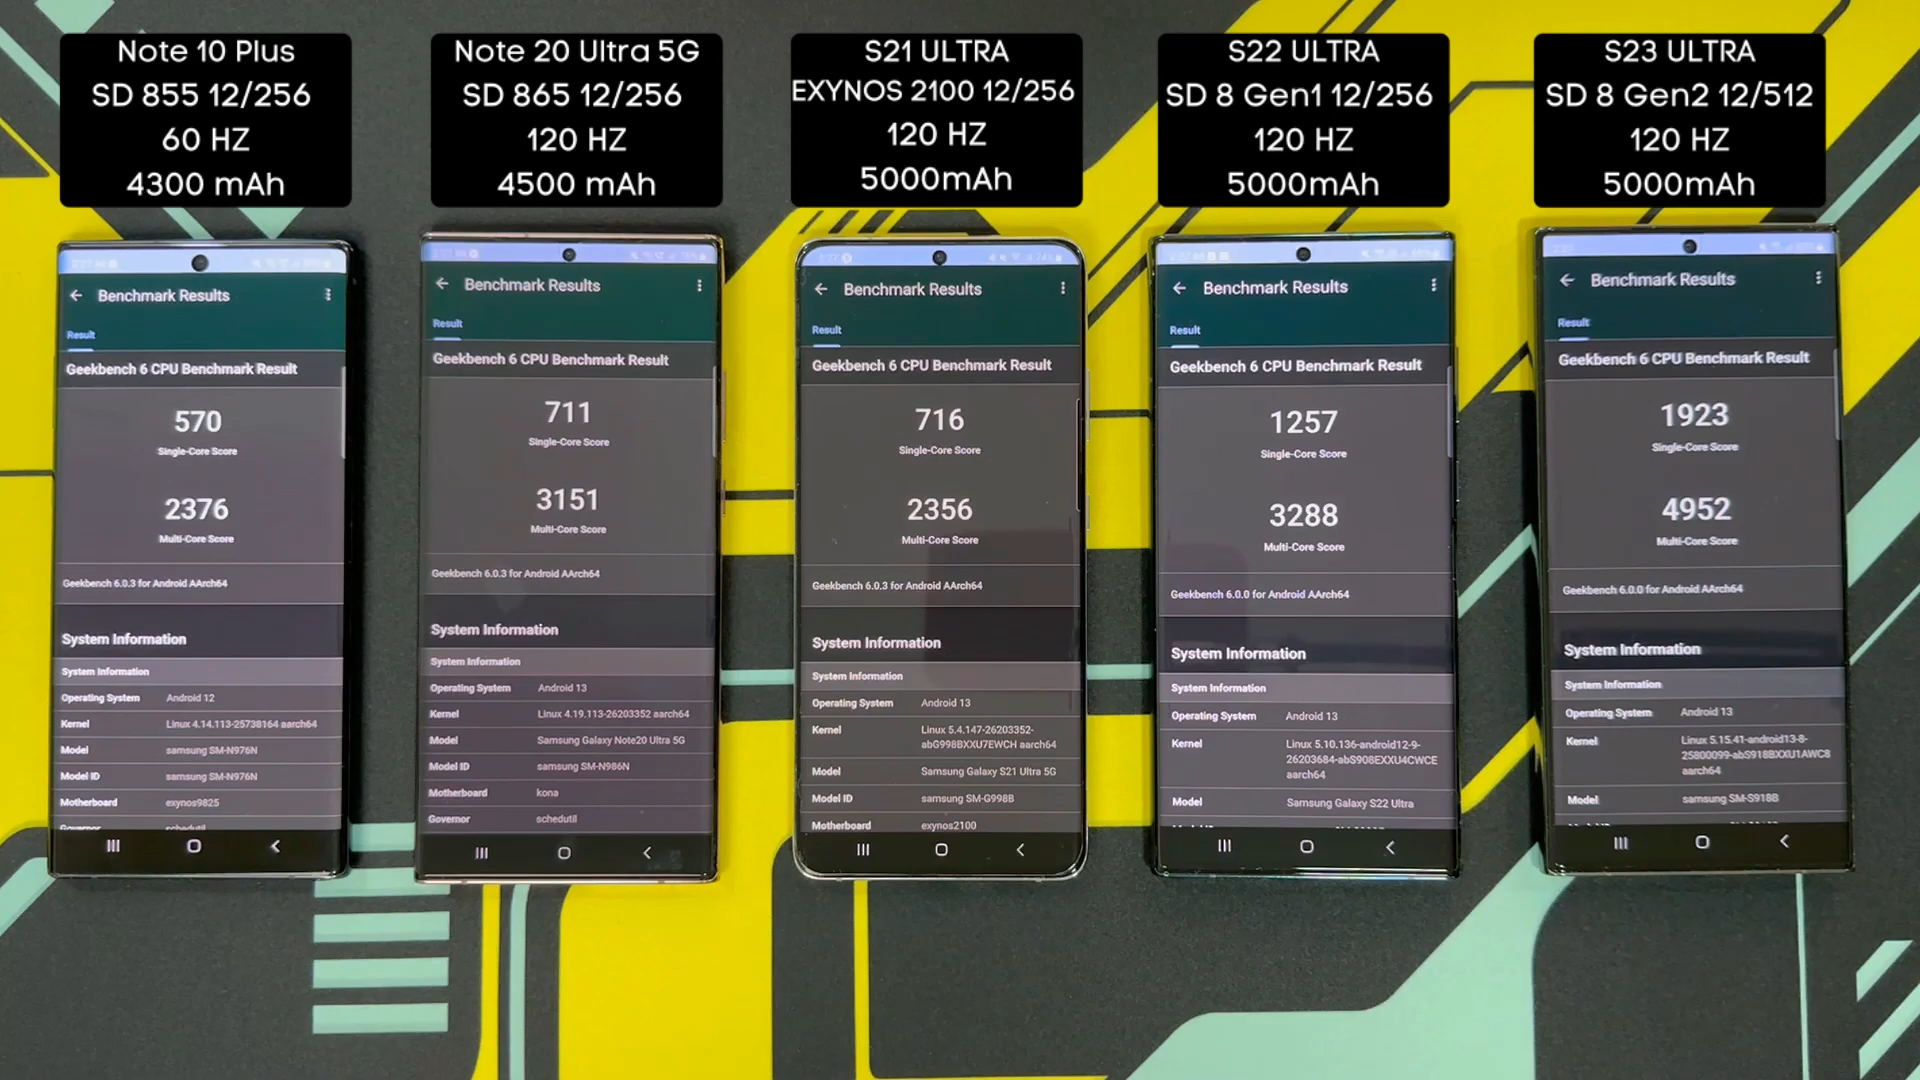 Note 10 Plus
SD 855 12/256
60 HZ
4300 mAh
Note 20 Ultra 5G
SD 865 12/256
120 HZ
4500 mAh
S21 ULTRA
EXYNOS 2100 12/256
120 HZ
5000mAh
S22 ULTRA
SD 8 Gen1 12/256
120 HZ
5000mAh
S23 ULTRA
SD 8 Gen2 12/512
120 HZ
5000mAh
Benchmark Results
Result
Geekbench 6 CPU Benchmark Result
570
Single-Core Score
2376
Multi-Core Score
Geekbench 6.0.3 for Android AArch64
System Information
System Information
Operating System Android 12
Kernel Linux 4.14.113-25738164 aarch64
Model samsung SM-N976N
Model ID samsung SM-N976N
Motherboard exynos9825
Governor schedutil
Benchmark Results
Result
Geekbench 6 CPU Benchmark Result
711
Single-Core Score
3151
Multi-Core Score
Geekbench 6.0.3 for Android AArch64
System Information
System Information
Operating System Android 13
Kernel Linux 4.19.113-26203352 aarch64
Model Samsung Galaxy Note20 Ultra 5G
Model ID samsung SM-N986N
Motherboard kona
Governor schedutil
Benchmark Results
Result
Geekbench 6 CPU Benchmark Result
716
Single-Core Score
2356
Multi-Core Score
Geekbench 6.0.3 for Android AArch64
System Information
System Information
Operating System Android 13
Kernel Linux 5.4.147-26203352-
abG998BXXU7EWCH aarch64
Model Samsung Galaxy S21 Ultra 5G
Model ID samsung SM-G998B
Motherboard exynos2100
Benchmark Results
Result
Geekbench 6 CPU Benchmark Result
1257
Single-Core Score
3288
Multi-Core Score
Geekbench 6.0.0 for Android AArch64
System Information
System Information
Operating System Android 13
Kernel Linux 5.10.136-android12-9-
26203684-abS908EXXU4CWCE
aarch64
Model Samsung Galaxy S22 Ultra
Benchmark Results
Result
Geekbench 6 CPU Benchmark Result
1923
Single-Core Score
4952
Multi-Core Score
Geekbench 6.0.0 for Android AArch64
System Information
System Information
Operating System Android 13
Kernel Linux 5.15.41-android13-8-
25800099-abS918BXXU1AWC8
aarch64
Model samsung SM-S918B